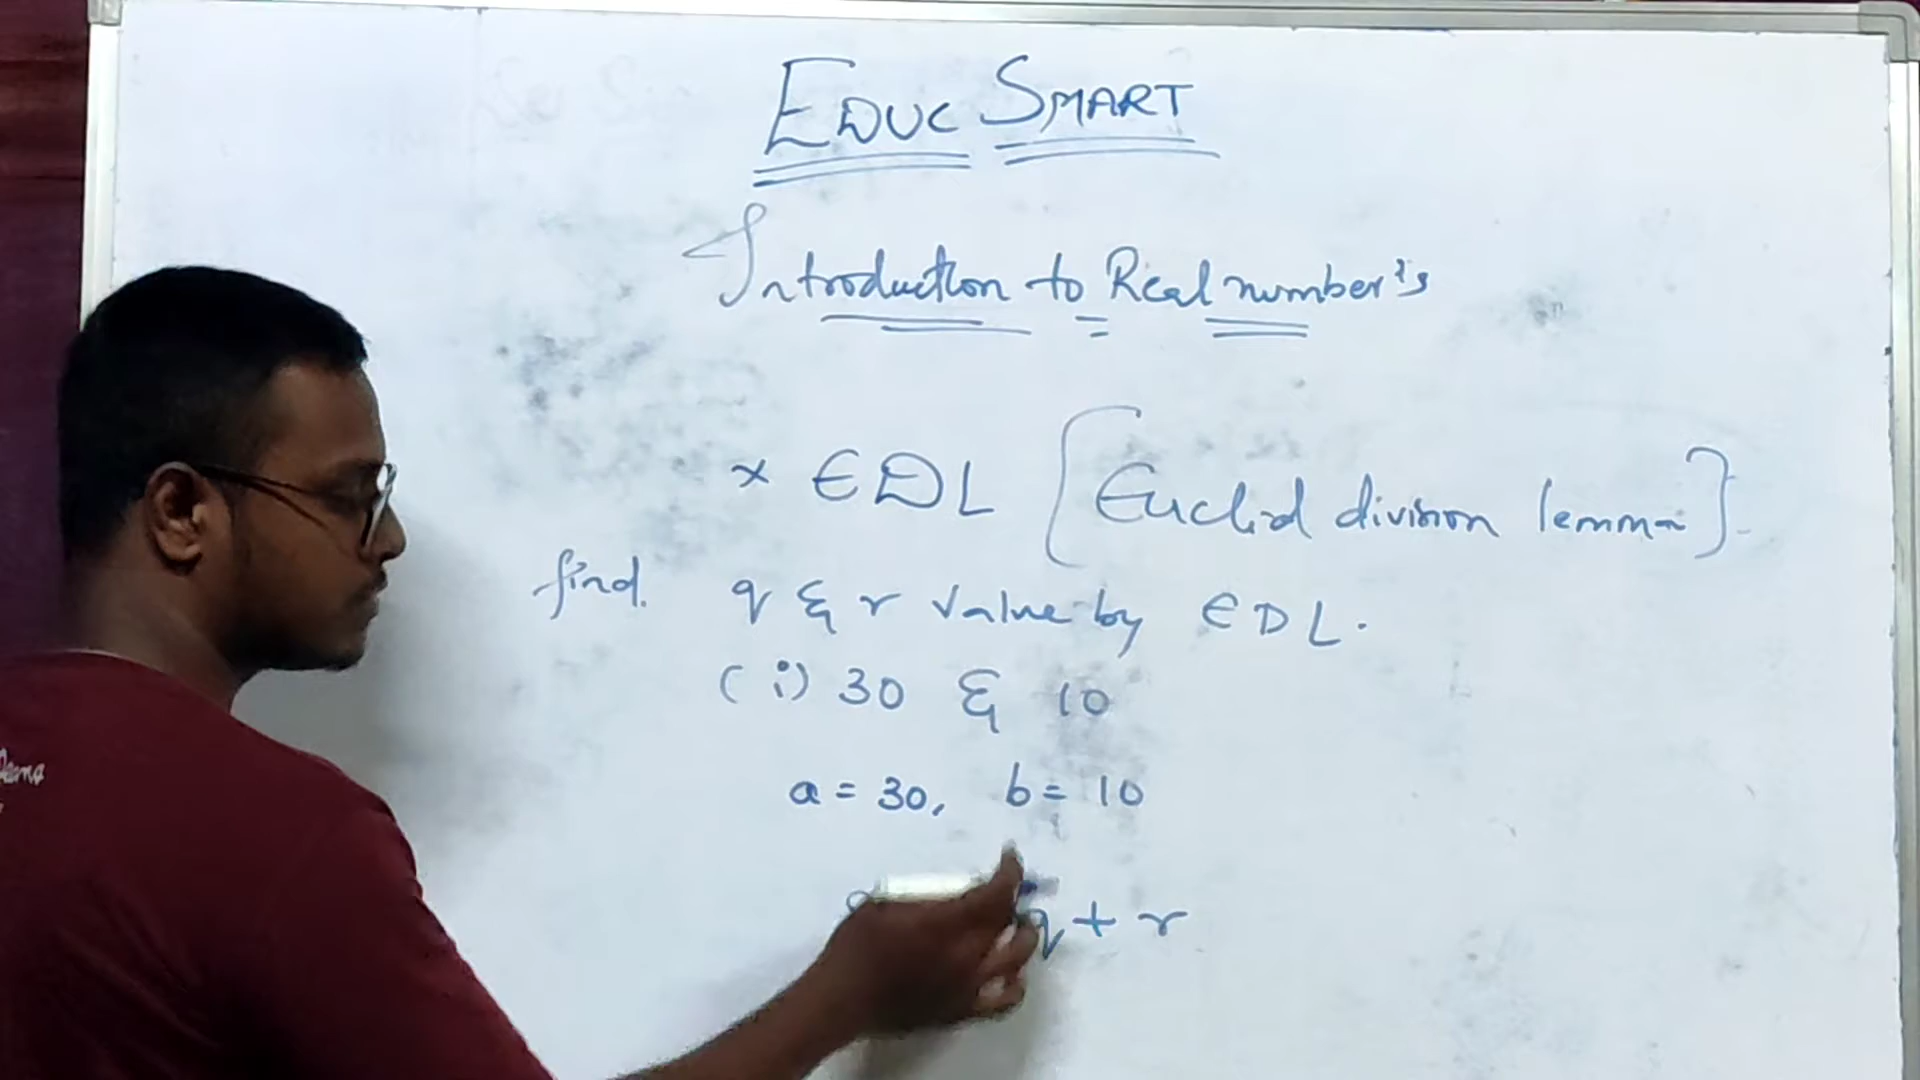 EDUC SMART
Introduction to Real number's
× EDL [Euclid division lemma}
find. q & r value by EDL.
(i) 30 & 10
a = 30, b = 10
q + r